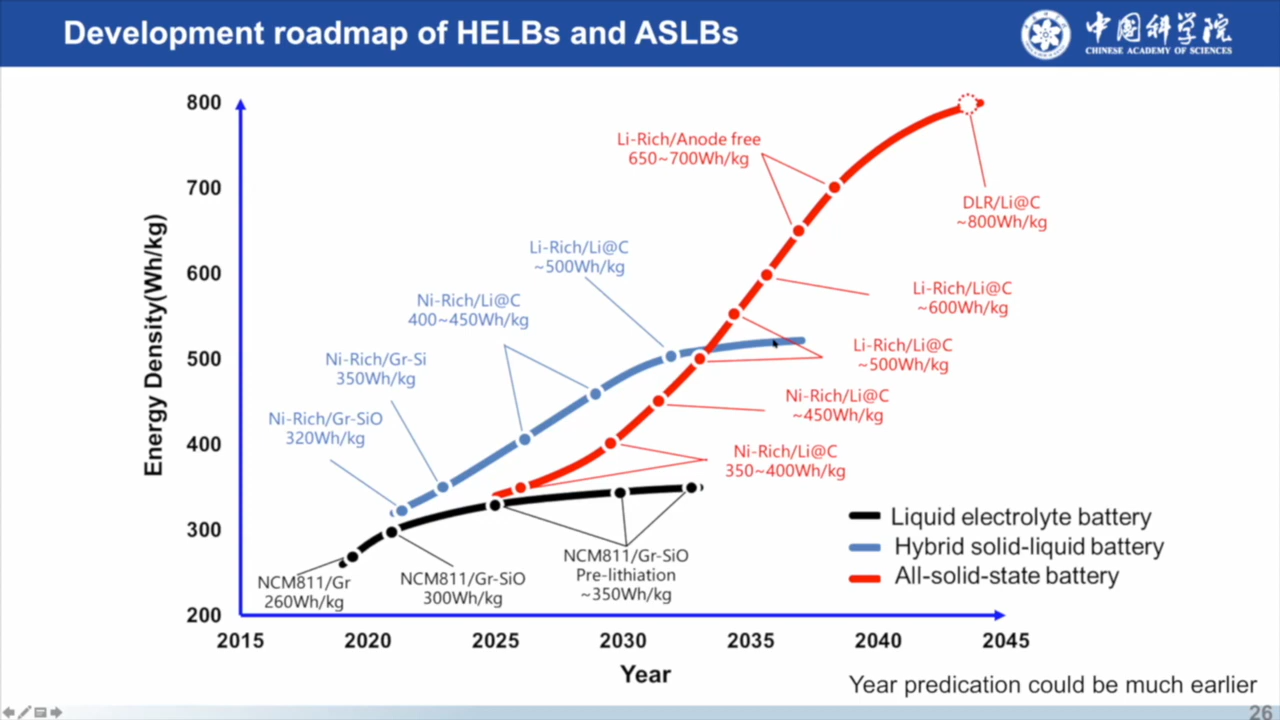 Development roadmap of HELBs and ASLBs
中国科学院
CHINESE ACADEMY OF SCIENCES
Energy Density(Wh/kg)
800
700
600
500
400
300
200
2015
2020
2025
2030
2035
2040
2045
Year
Li-Rich/Anode free
650~700Wh/kg
DLR/Li@C
~800Wh/kg
Li-Rich/Li@C
~500Wh/kg
Ni-Rich/Li@C
400~450Wh/kg
Li-Rich/Li@C
~600Wh/kg
Ni-Rich/Gr-Si
350Wh/kg
Li-Rich/Li@C
~500Wh/kg
Ni-Rich/Gr-SiO
320Wh/kg
Ni-Rich/Li@C
~450Wh/kg
Ni-Rich/Li@C
350~400Wh/kg
NCM811/Gr
260Wh/kg
NCM811/Gr-SiO
300Wh/kg
NCM811/Gr-SiO
Pre-lithiation
~350Wh/kg
Liquid electrolyte battery
Hybrid solid-liquid battery
All-solid-state battery
Year predication could be much earlier
26